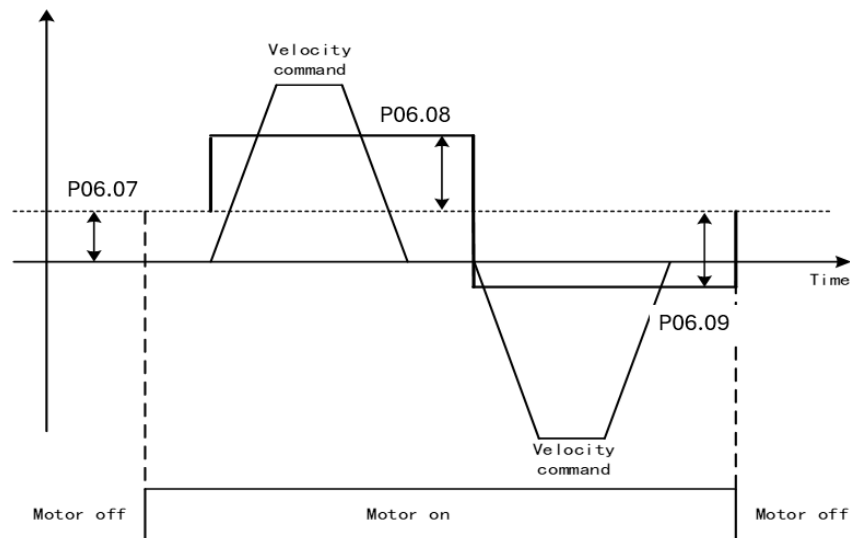 Velocity
command
P06.08
P06.07
Time
P06.09
Velocity
command
Motor off
Motor on
Motor off